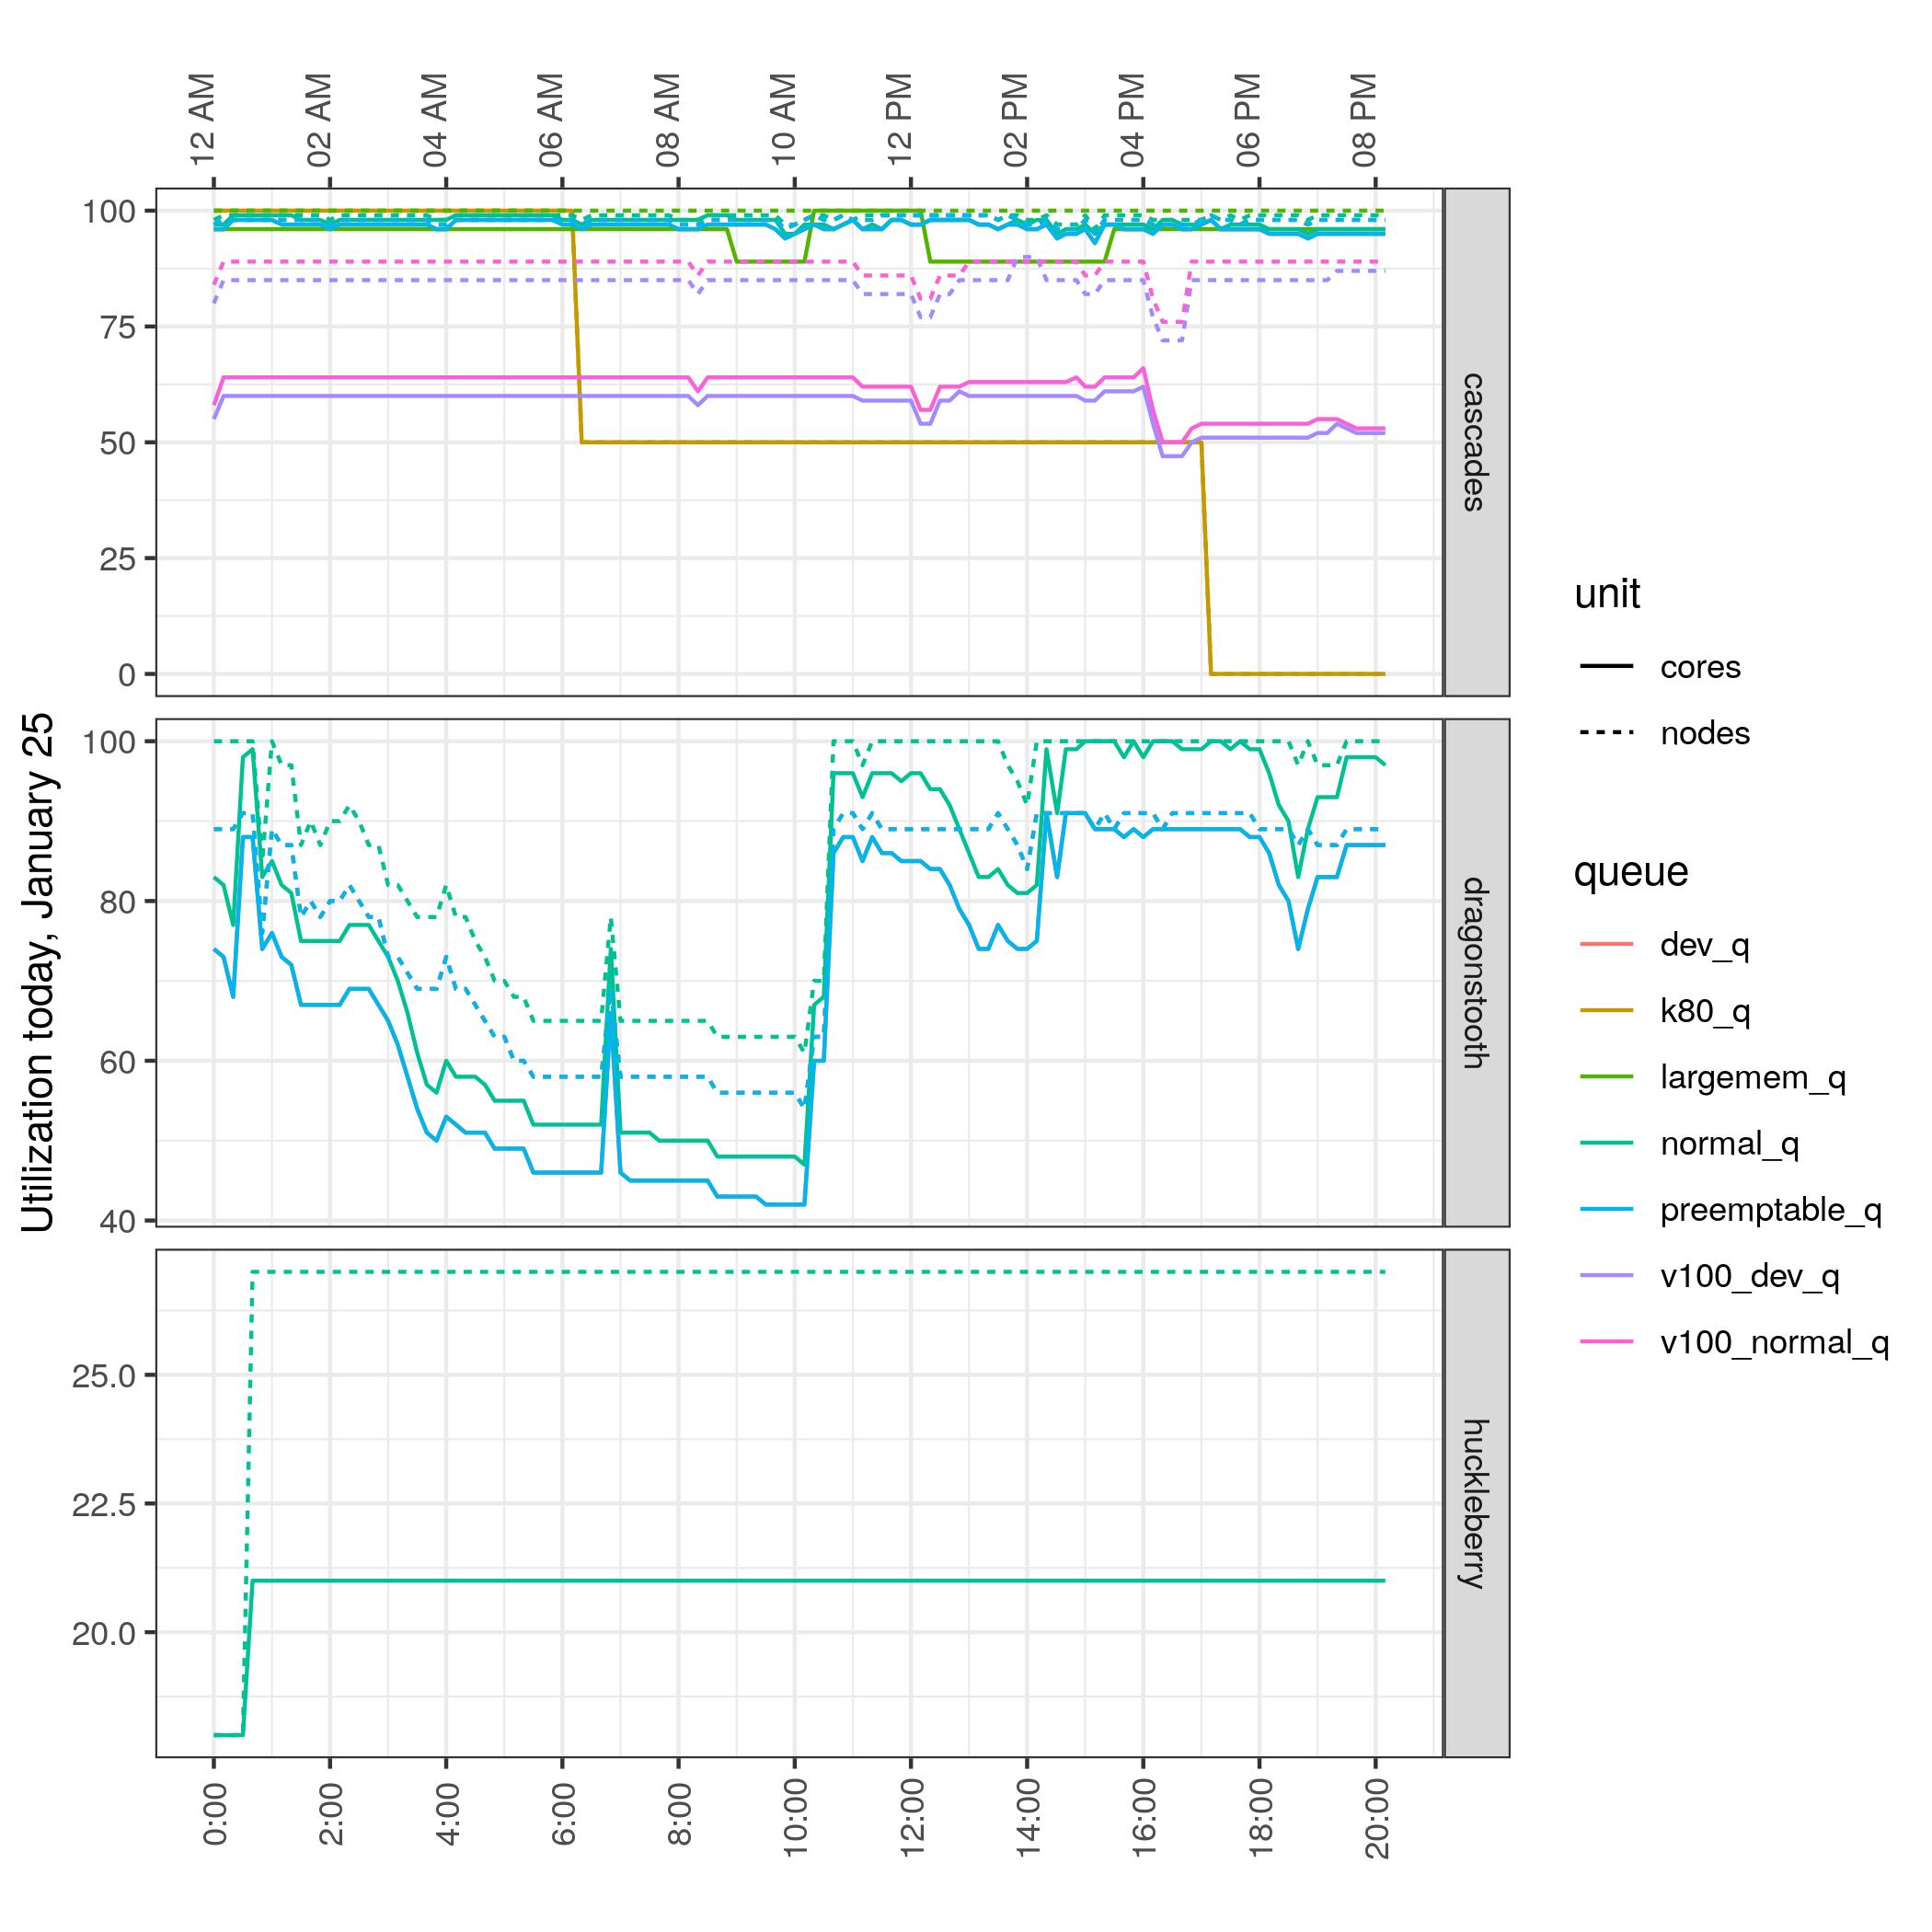 12 AM
02 AM
04 AM
06 AM
08 AM
10 AM
12 PM
02 PM
04 PM
06 PM
08 PM
Utilization today, January 25
100
75
50
25
0
cascades
100
80
60
40
dragonstooth
25.0
22.5
20.0
huckleberry
0:00
2:00
4:00
6:00
8:00
10:00
12:00
14:00
16:00
18:00
20:00
unit
cores
nodes
queue
dev_q
k80_q
largemem_q
normal_q
preemptable_q
v100_dev_q
v100_normal_q